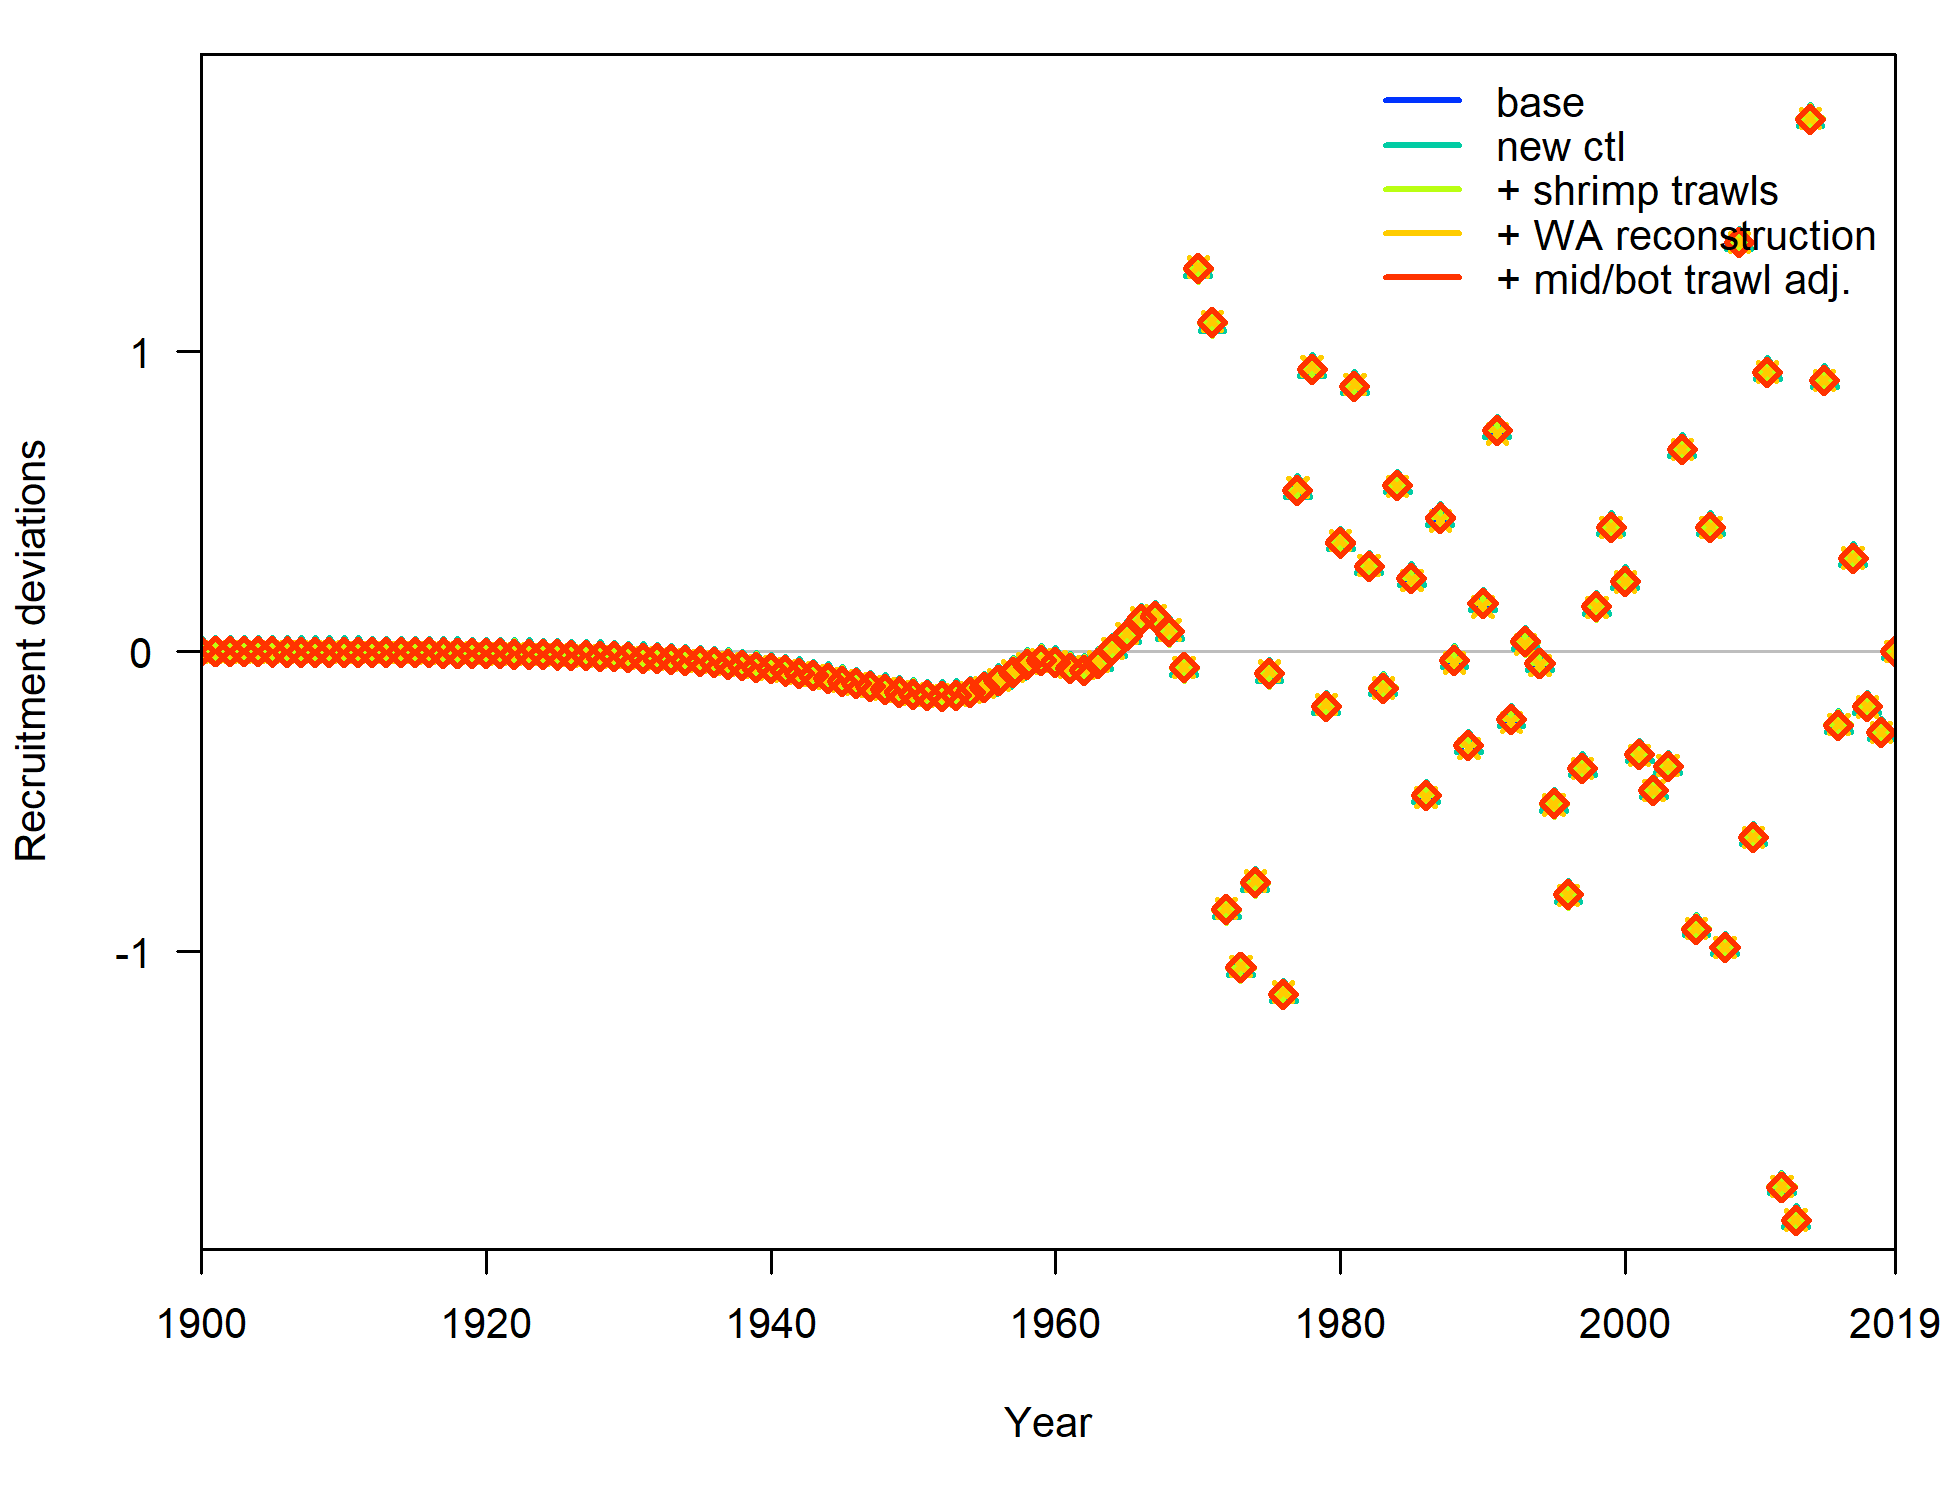 base
new ctl
+ shrimp trawls
+ WA reconstruction
+ mid/bot trawl adj.
1
0
-1
Recruitment deviations
1900 1920 1940 1960 1980 2000 2019
Year